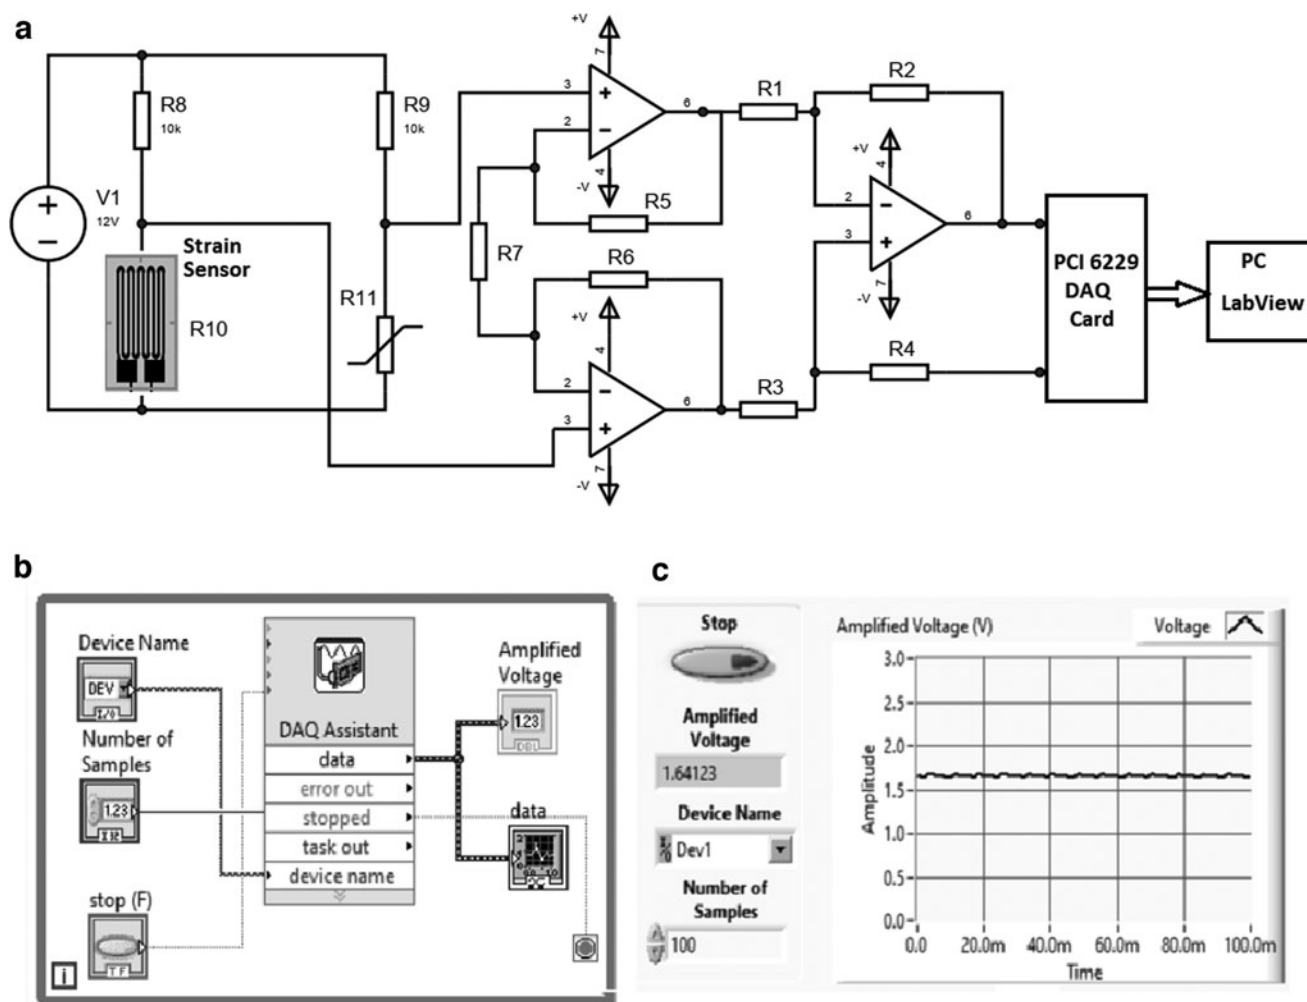 a
+V
7
R8
10k
R9
10k
3
2
6
4
-V
R1
R2
+V
4
2
3
6
7
-V
V1
12V
Strain
Sensor
R10
R11
R5
R7
R6
+V
4
2
3
6
7
-V
R3
R4
PCI 6229
DAQ
Card
PC
LabView
b
Device Name
DEV
I/O
Number of
Samples
1.23
I32
stop (F)
TF
i
DAQ Assistant
data
error out
stopped
task out
device name
Amplified
Voltage
1.23
DBL
data
c
Stop
Amplified
Voltage
1.64123
Device Name
Dev1
Number of
Samples
100
Amplified Voltage (V)
Voltage
Amplitude
3.0
2.5
2.0
1.5
1.0
0.5
0.0
0.0 20.0m 40.0m 60.0m 80.0m 100.0m
Time